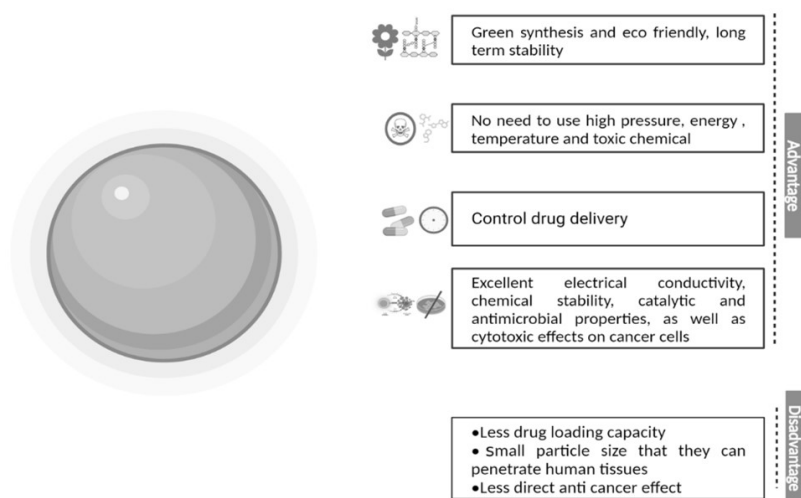 Green synthesis and eco friendly, long
term stability
No need to use high pressure, energy ,
temperature and toxic chemical
Control drug delivery
Excellent electrical conductivity,
chemical stability, catalytic and
antimicrobial properties, as well as
cytotoxic effects on cancer cells
Advantage
●Less drug loading capacity
● Small particle size that they can
penetrate human tissues
●Less direct anti cancer effect
Disadvantage